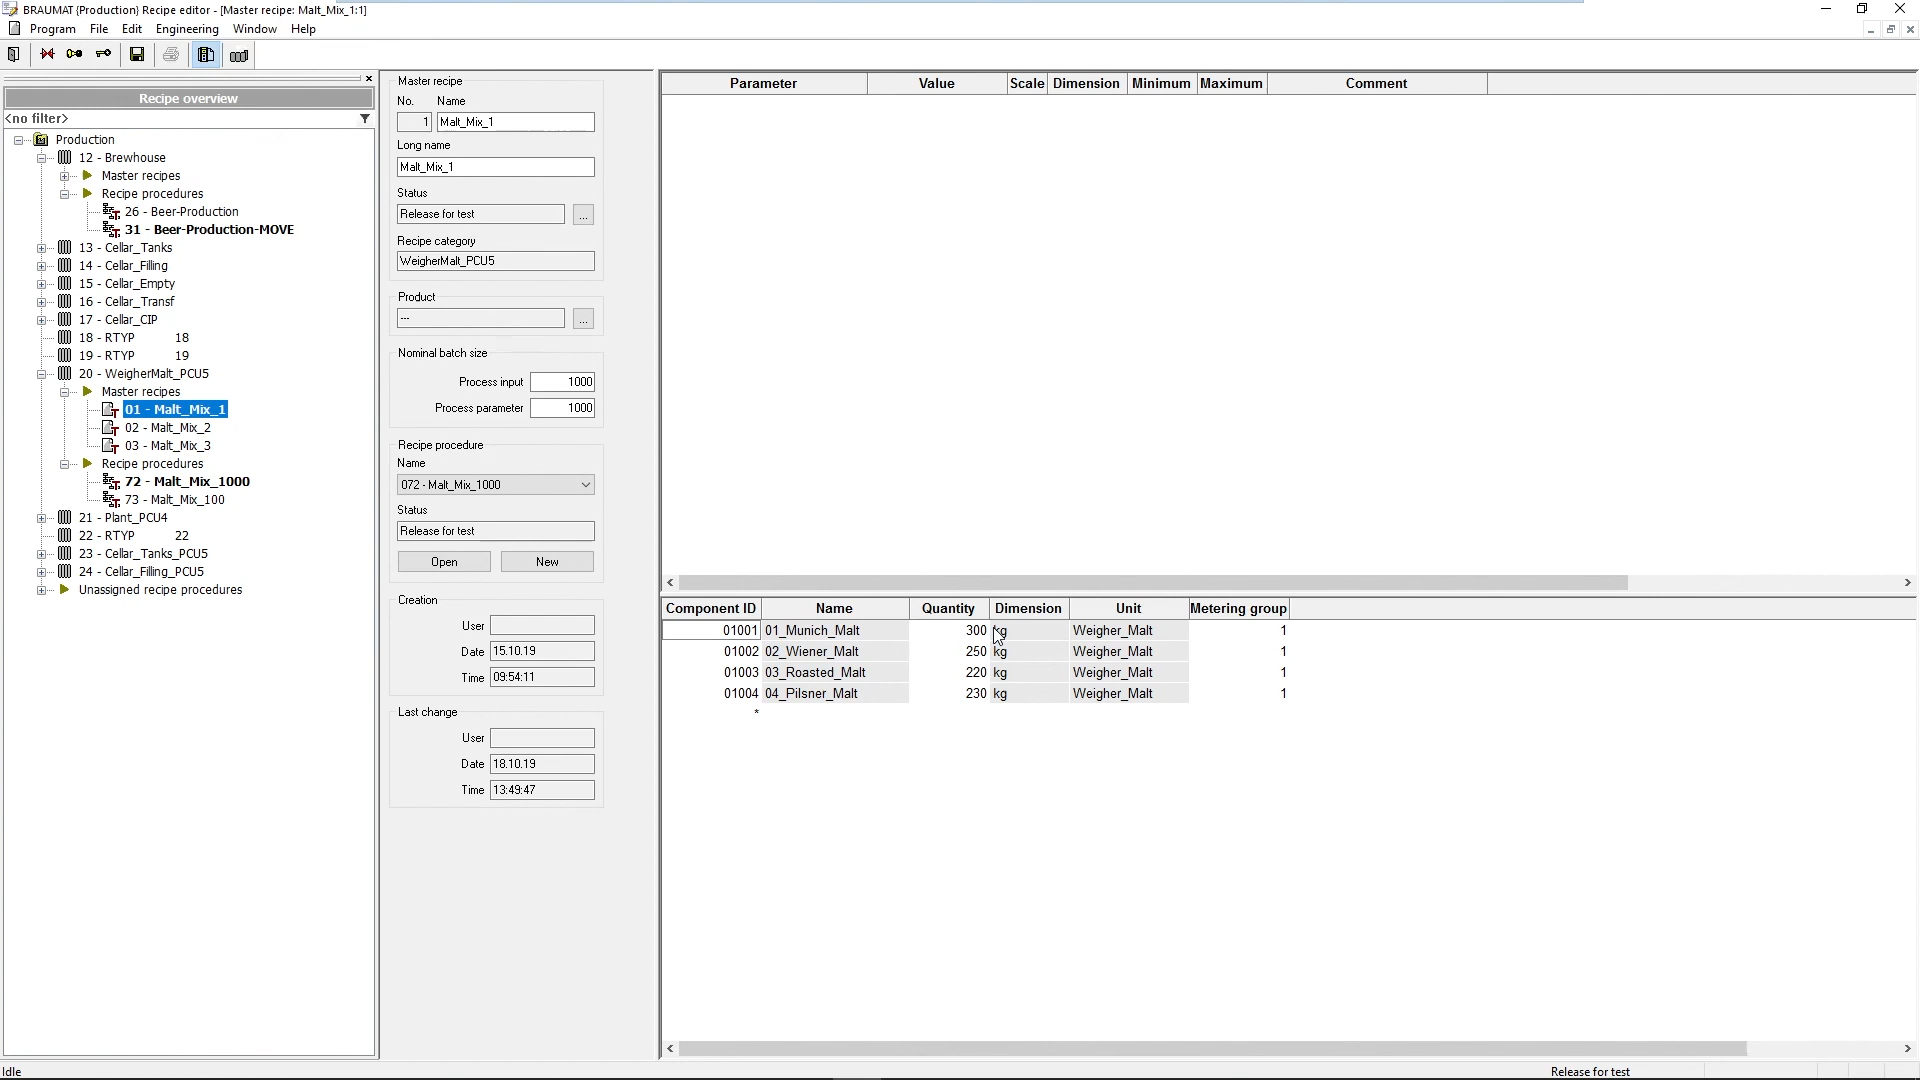 BRAUMAT {Production} Recipe editor - [Master recipe: Malt_Mix_1:1]
Program File Edit Engineering Window Help
Recipe overview
<no filter>
Production
12 - Brewhouse
Master recipes
Recipe procedures
26 - Beer-Production
31 - Beer-Production-MOVE
13 - Cellar_Tanks
14 - Cellar_Filling
15 - Cellar_Empty
16 - Cellar_Transf
17 - Cellar_CIP
18 - RTYP 18
19 - RTYP 19
20 - WeigherMalt_PCU5
Master recipes
01 - Malt_Mix_1
02 - Malt_Mix_2
03 - Malt_Mix_3
Recipe procedures
72 - Malt_Mix_1000
73 - Malt_Mix_100
21 - Plant_PCU4
22 - RTYP 22
23 - Cellar_Tanks_PCU5
24 - Cellar_Filling_PCU5
Unassigned recipe procedures
Master recipe
No. Name
1 Malt_Mix_1
Long name
Malt_Mix_1
Status
Release for test ...
Recipe category
WeigherMalt_PCU5
Product
--- ...
Nominal batch size
Process input 1000
Process parameter 1000
Recipe procedure
Name
072 - Malt_Mix_1000
Status
Release for test
Open New
Creation
User
Date 15.10.19
Time 09:54:11
Last change
User
Date 18.10.19
Time 13:49:47
Parameter Value Scale Dimension Minimum Maximum Comment
Component ID Name Quantity Dimension Unit Metering group
01001 01_Munich_Malt 300 kg Weigher_Malt 1
01002 02_Wiener_Malt 250 kg Weigher_Malt 1
01003 03_Roasted_Malt 220 kg Weigher_Malt 1
01004 04_Pilsner_Malt 230 kg Weigher_Malt 1
*
Idle Release for test